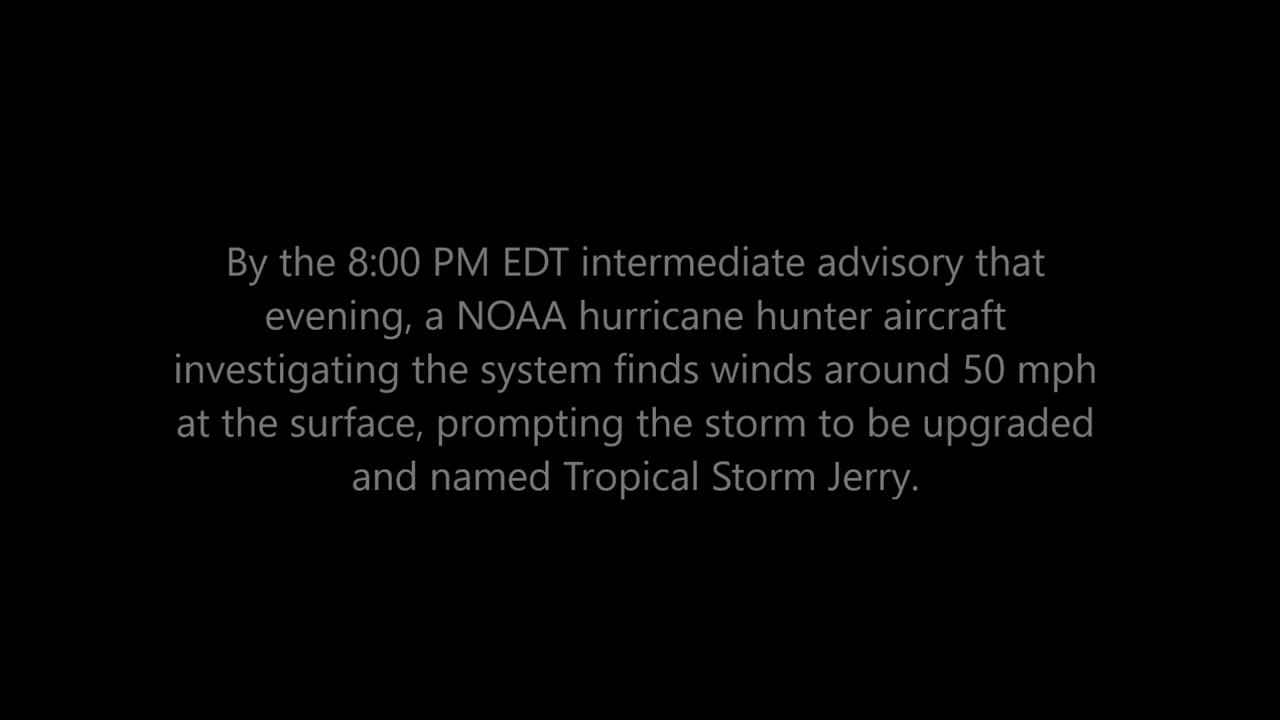 By the 8:00 PM EDT intermediate advisory that
evening, a NOAA hurricane hunter aircraft
investigating the system finds winds around 50 mph
at the surface, prompting the storm to be upgraded
and named Tropical Storm Jerry.